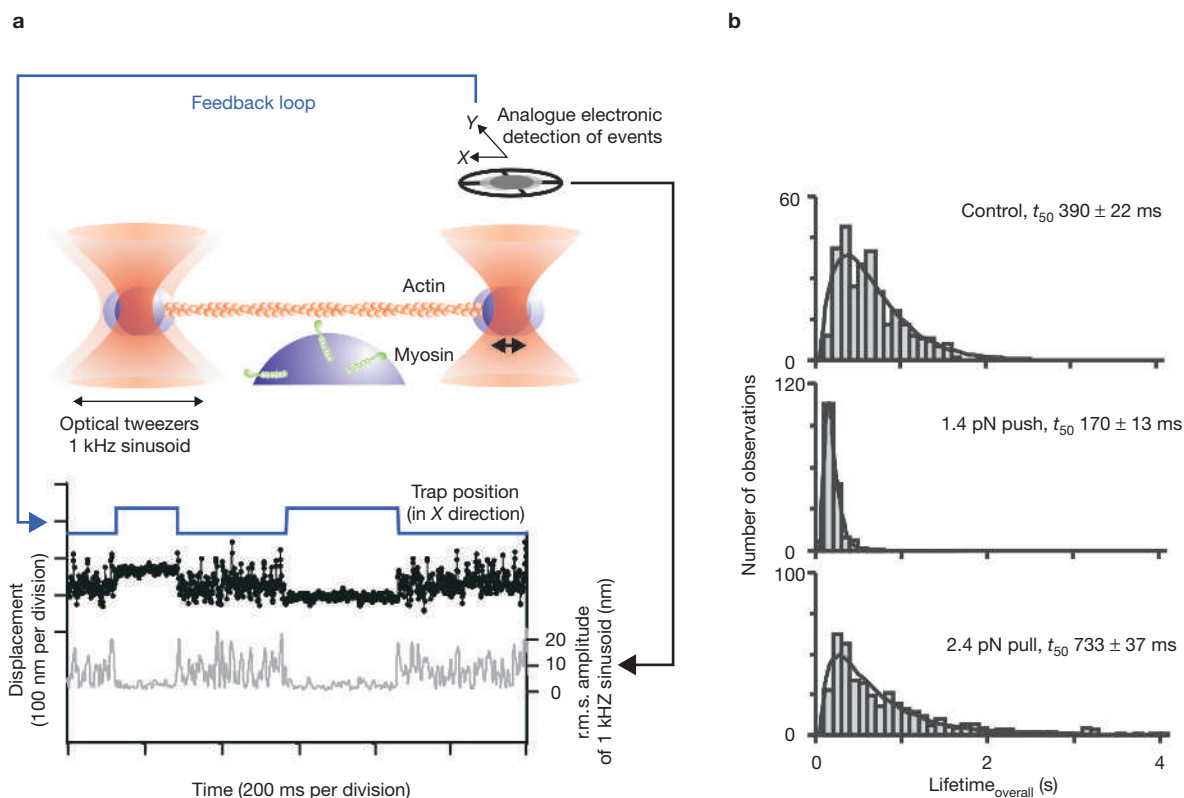 a
Feedback loop
Analogue electronic
detection of events
Y
X
Actin
Myosin
Optical tweezers
1 kHz sinusoid
Trap position
(in X direction)
Displacement
(100 nm per division)
20
10
0
r.m.s. amplitude
of 1 kHZ sinusoid (nm)
Time (200 ms per division)
b
60
0
Control, t50 390 ± 22 ms
120
0
1.4 pN push, t50 170 ± 13 ms
Number of observations
100
0
2.4 pN pull, t50 733 ± 37 ms
0
2
4
Lifetimeoverall (s)